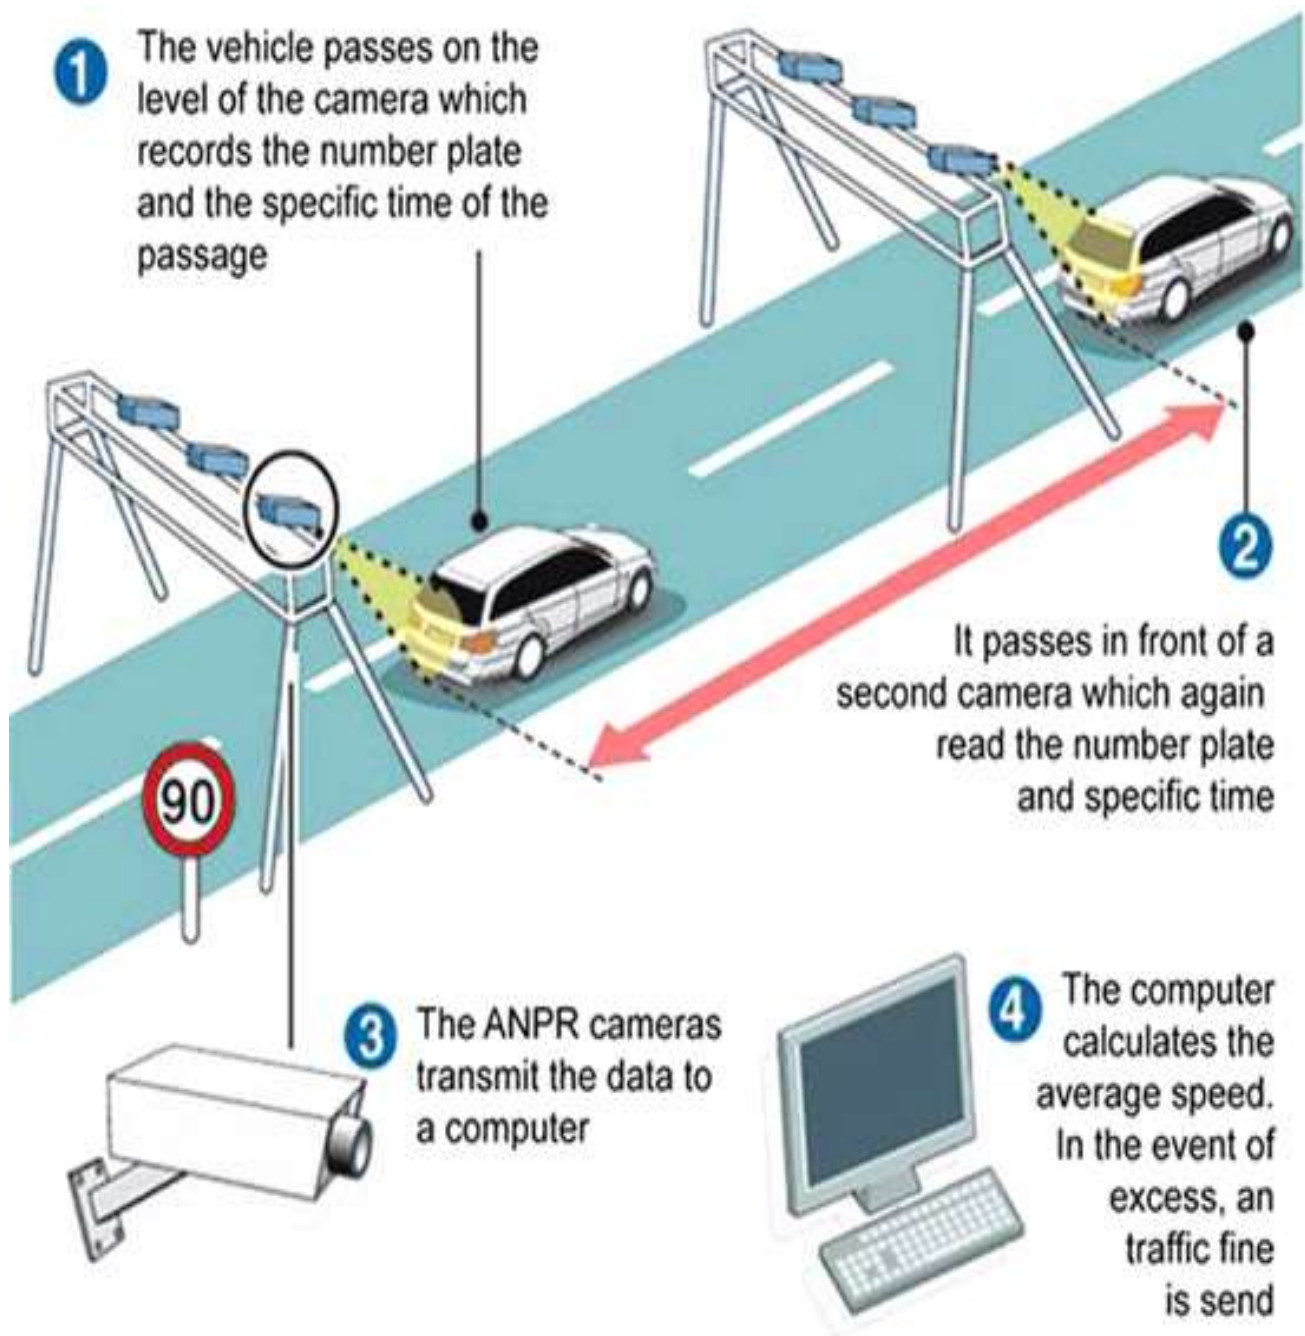 1
The vehicle passes on the
level of the camera which
records the number plate
and the specific time of the
passage
2
It passes in front of a
second camera which again
read the number plate
and specific time
90
3
The ANPR cameras
transmit the data to
a computer
4
The computer
calculates the
average speed.
In the event of
excess, an
traffic fine
is send